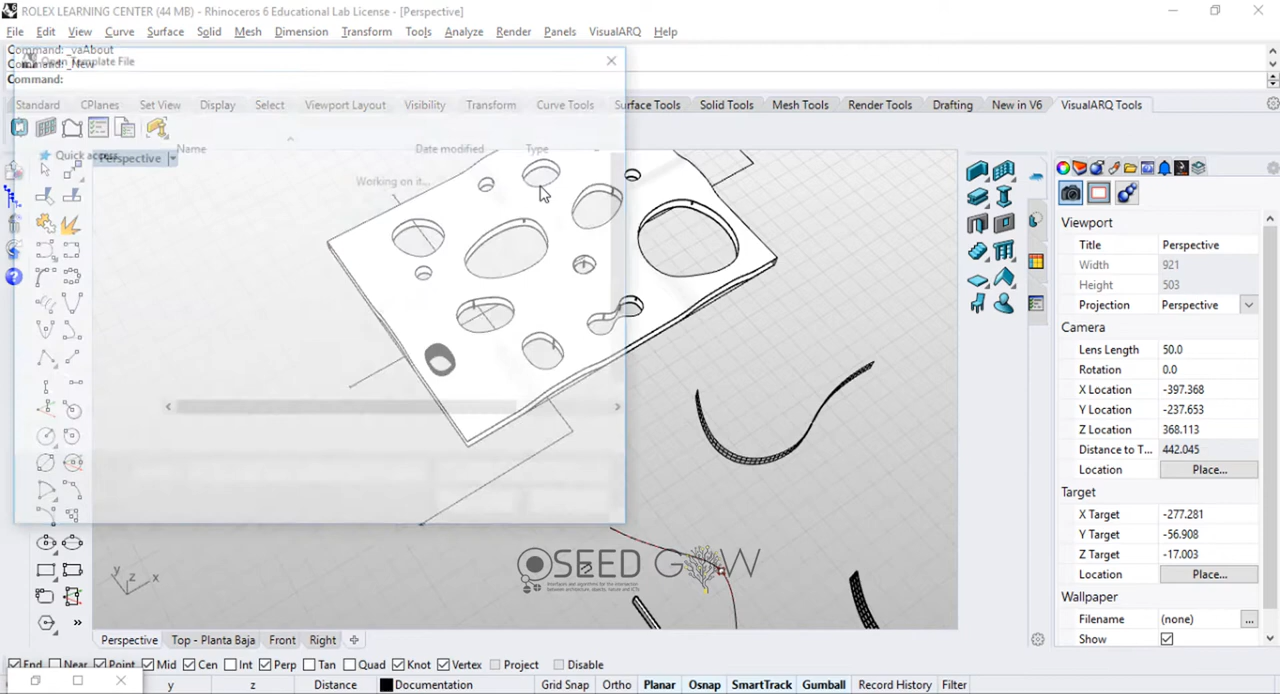 ROLEX LEARNING CENTER (44 MB) - Rhinoceros 6 Educational Lab License - [Perspective]
File Edit View Curve Surface Solid Mesh Dimension Transform Tools Analyze Render Panels VisualARQ Help
Command: _vaAbout
Command: _New
Open Template File
Command:
Standard CPlanes Set View Display Select Viewport Layout Visibility Transform Curve Tools Surface Tools Solid Tools Mesh Tools Render Tools Drafting New in V6 VisualARQ Tools
Name Date modified Type
Quick access
Perspective
Working on it...
Viewport
Title Perspective
Width 921
Height 503
Projection Perspective
Camera
Lens Length 50.0
Rotation 0.0
X Location -397.368
Y Location -237.653
Z Location 368.113
Distance to T... 442.045
Location Place...
Target
X Target -277.281
Y Target -56.908
Z Target -17.003
Location Place...
Wallpaper
Filename (none) ...
Show
z
y x
SEED GROW
Perspective Top - Planta Baja Front Right
End Near Point Mid Cen Int Perp Tan Quad Knot Vertex Project Disable
y z Distance Documentation Grid Snap Ortho Planar Osnap SmartTrack Gumball Record History Filter